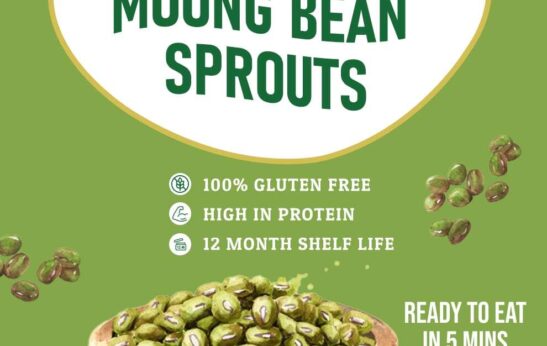 MOONG BEAN
SPROUTS
100% GLUTEN FREE
HIGH IN PROTEIN
12 MONTH SHELF LIFE
READY TO EAT
IN 5 MINS